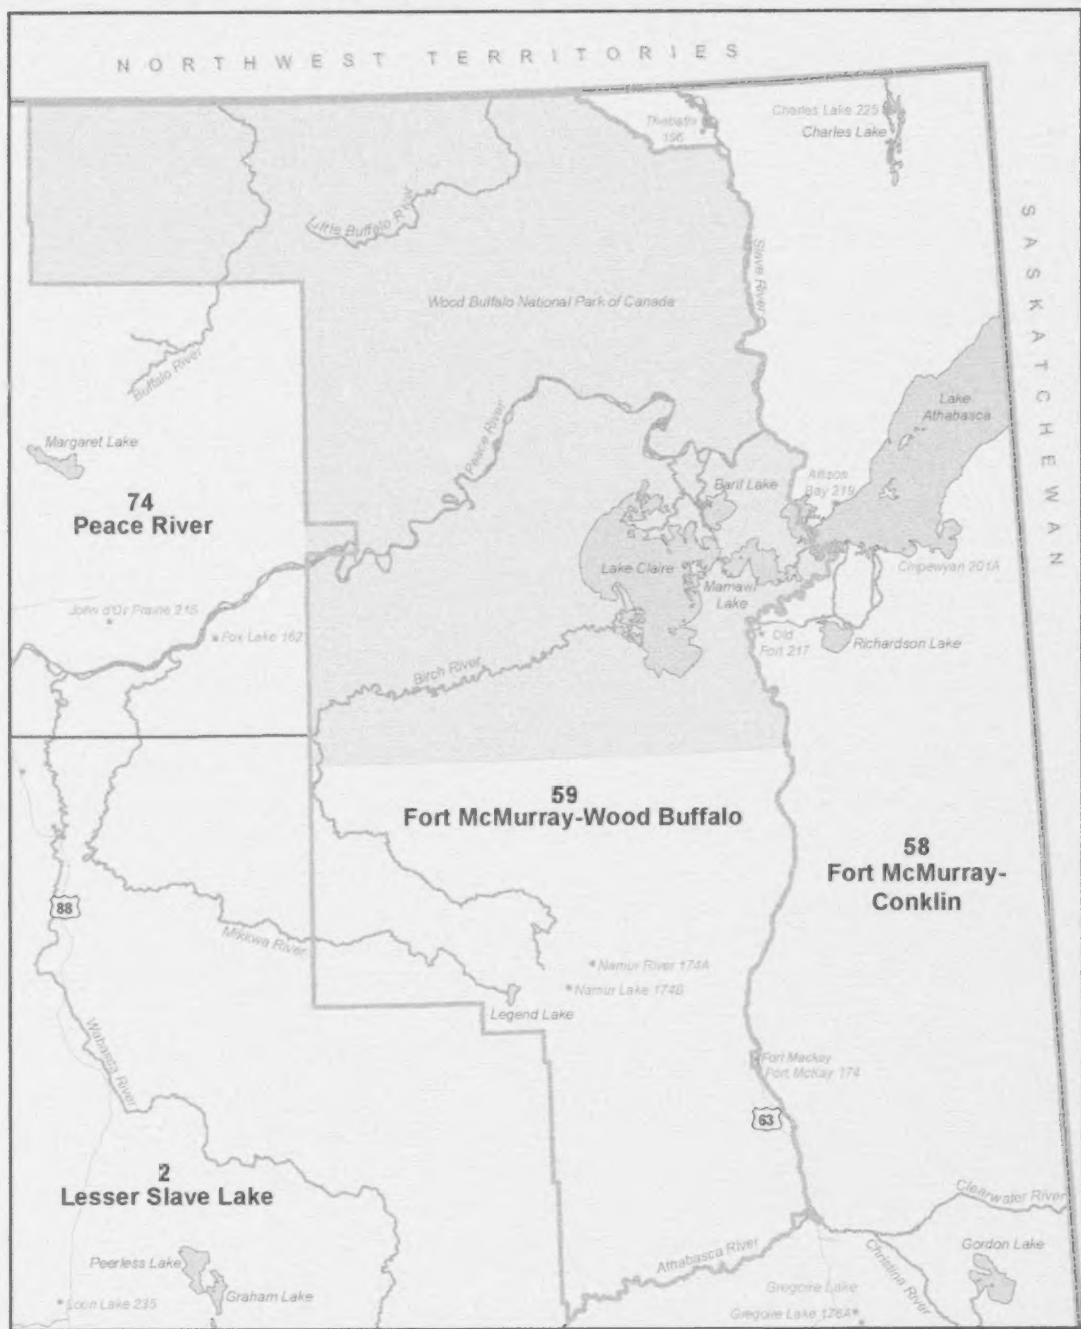 NORTHWEST TERRITORIES
Thebathi
196
Charles Lake 225
Charles Lake
Little Buffalo River
Slave River
SASKATCHEWAN
Wood Buffalo National Park of Canada
Buffalo River
Lake
Athabasca
Peace River
Margaret Lake
Baril Lake
Allison
Bay 219
74
Peace River
Lake Claire
Mamawi
Lake
Chipewyan 201A
John d'Or Prairie 215
Fox Lake 162
Old
Fort 217
Richardson Lake
Birch River
59
Fort McMurray-Wood Buffalo
58
Fort McMurray-
Conklin
88
Mikkwa River
Namur River 174A
Namur Lake 174B
Legend Lake
Wabasca River
Fort Mackay
Fort McKay 174
63
2
Lesser Slave Lake
Clearwater River
Peerless Lake
Athabasca River
Christina River
Gordon Lake
Graham Lake
Gregoire Lake
Loon Lake 235
Gregoire Lake 176A